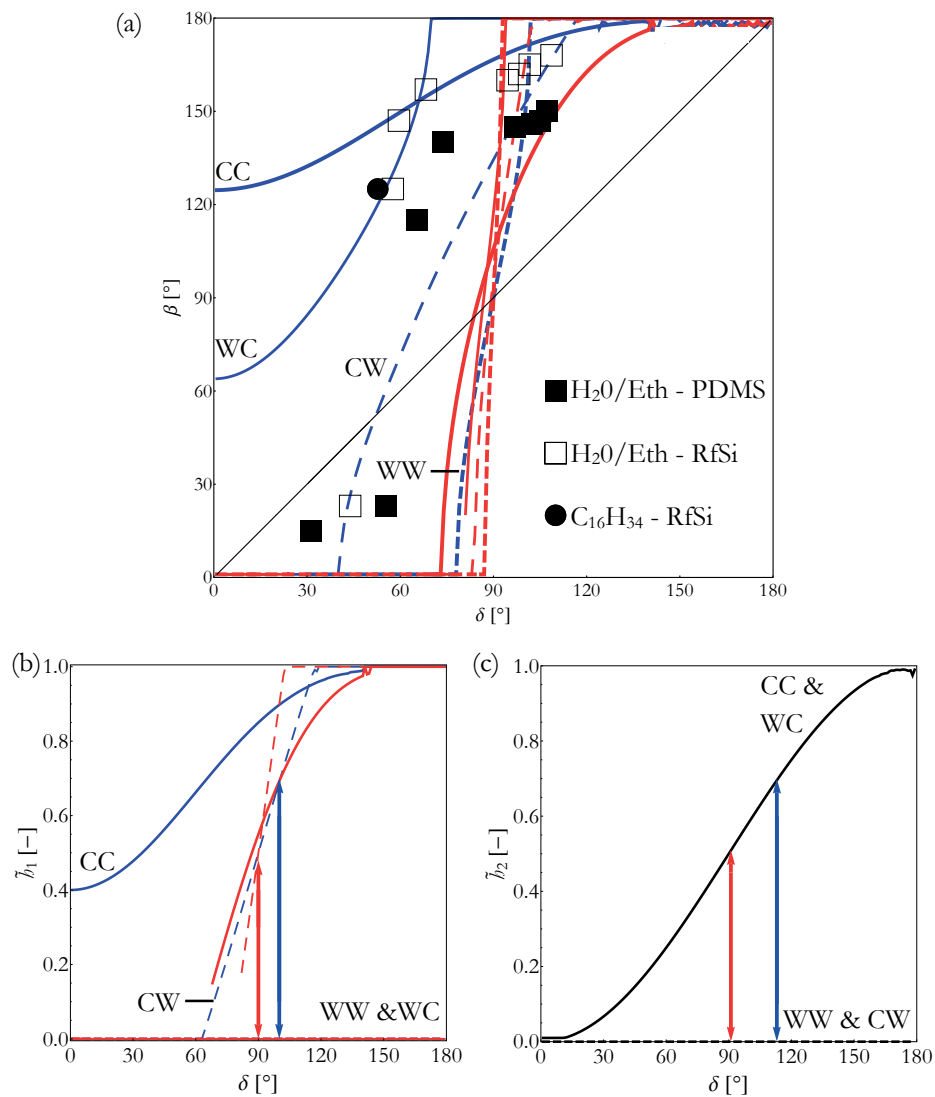 (a)
180
150
120
90
60
30
0
β [°]
CC
WC
CW
WW
H₂0/Eth - PDMS
H₂0/Eth - RfSi
C₁₆H₃₄ - RfSi
0 30 60 90 120 150 180
δ [°]
(b)
1.0
0.8
0.6
0.4
0.2
0.0
b̃₁ [–]
CC
CW
WW &WC
0 30 60 90 120 150 180
δ [°]
(c)
1.0
0.8
0.6
0.4
0.2
0.0
b̃₂ [–]
CC &
WC
WW & CW
0 30 60 90 120 150 180
δ [°]